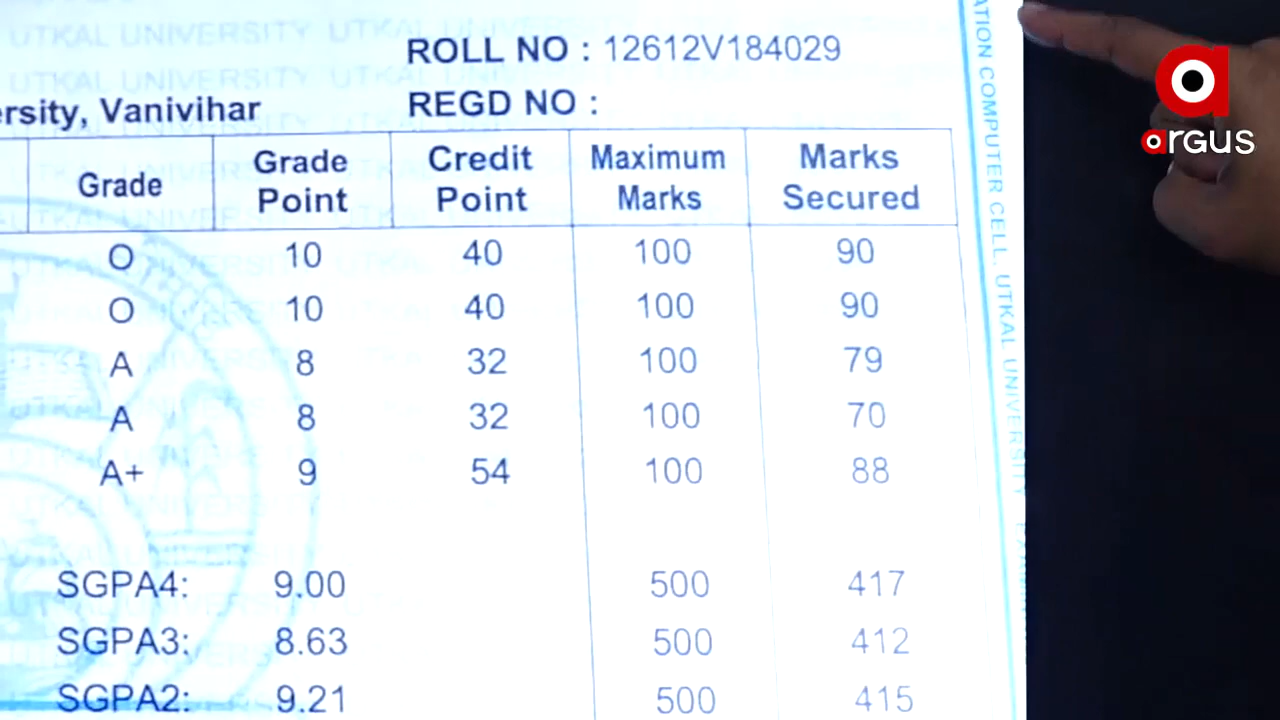 UTKAL UNIVERSITY UTKAL UNIVERSITY
ROLL NO : 12612V184029
ersity, Vanivihar REGD NO :
Grade Grade Point Credit Point Maximum Marks Marks Secured
O 10 40 100 90
O 10 40 100 90
A 8 32 100 79
A 8 32 100 70
A+ 9 54 100 88
SGPA4: 9.00 500 417
SGPA3: 8.63 500 412
SGPA2: 9.21 500 415
ATION COMPUTER CELL, UTKAL UNIVERSITY
argus